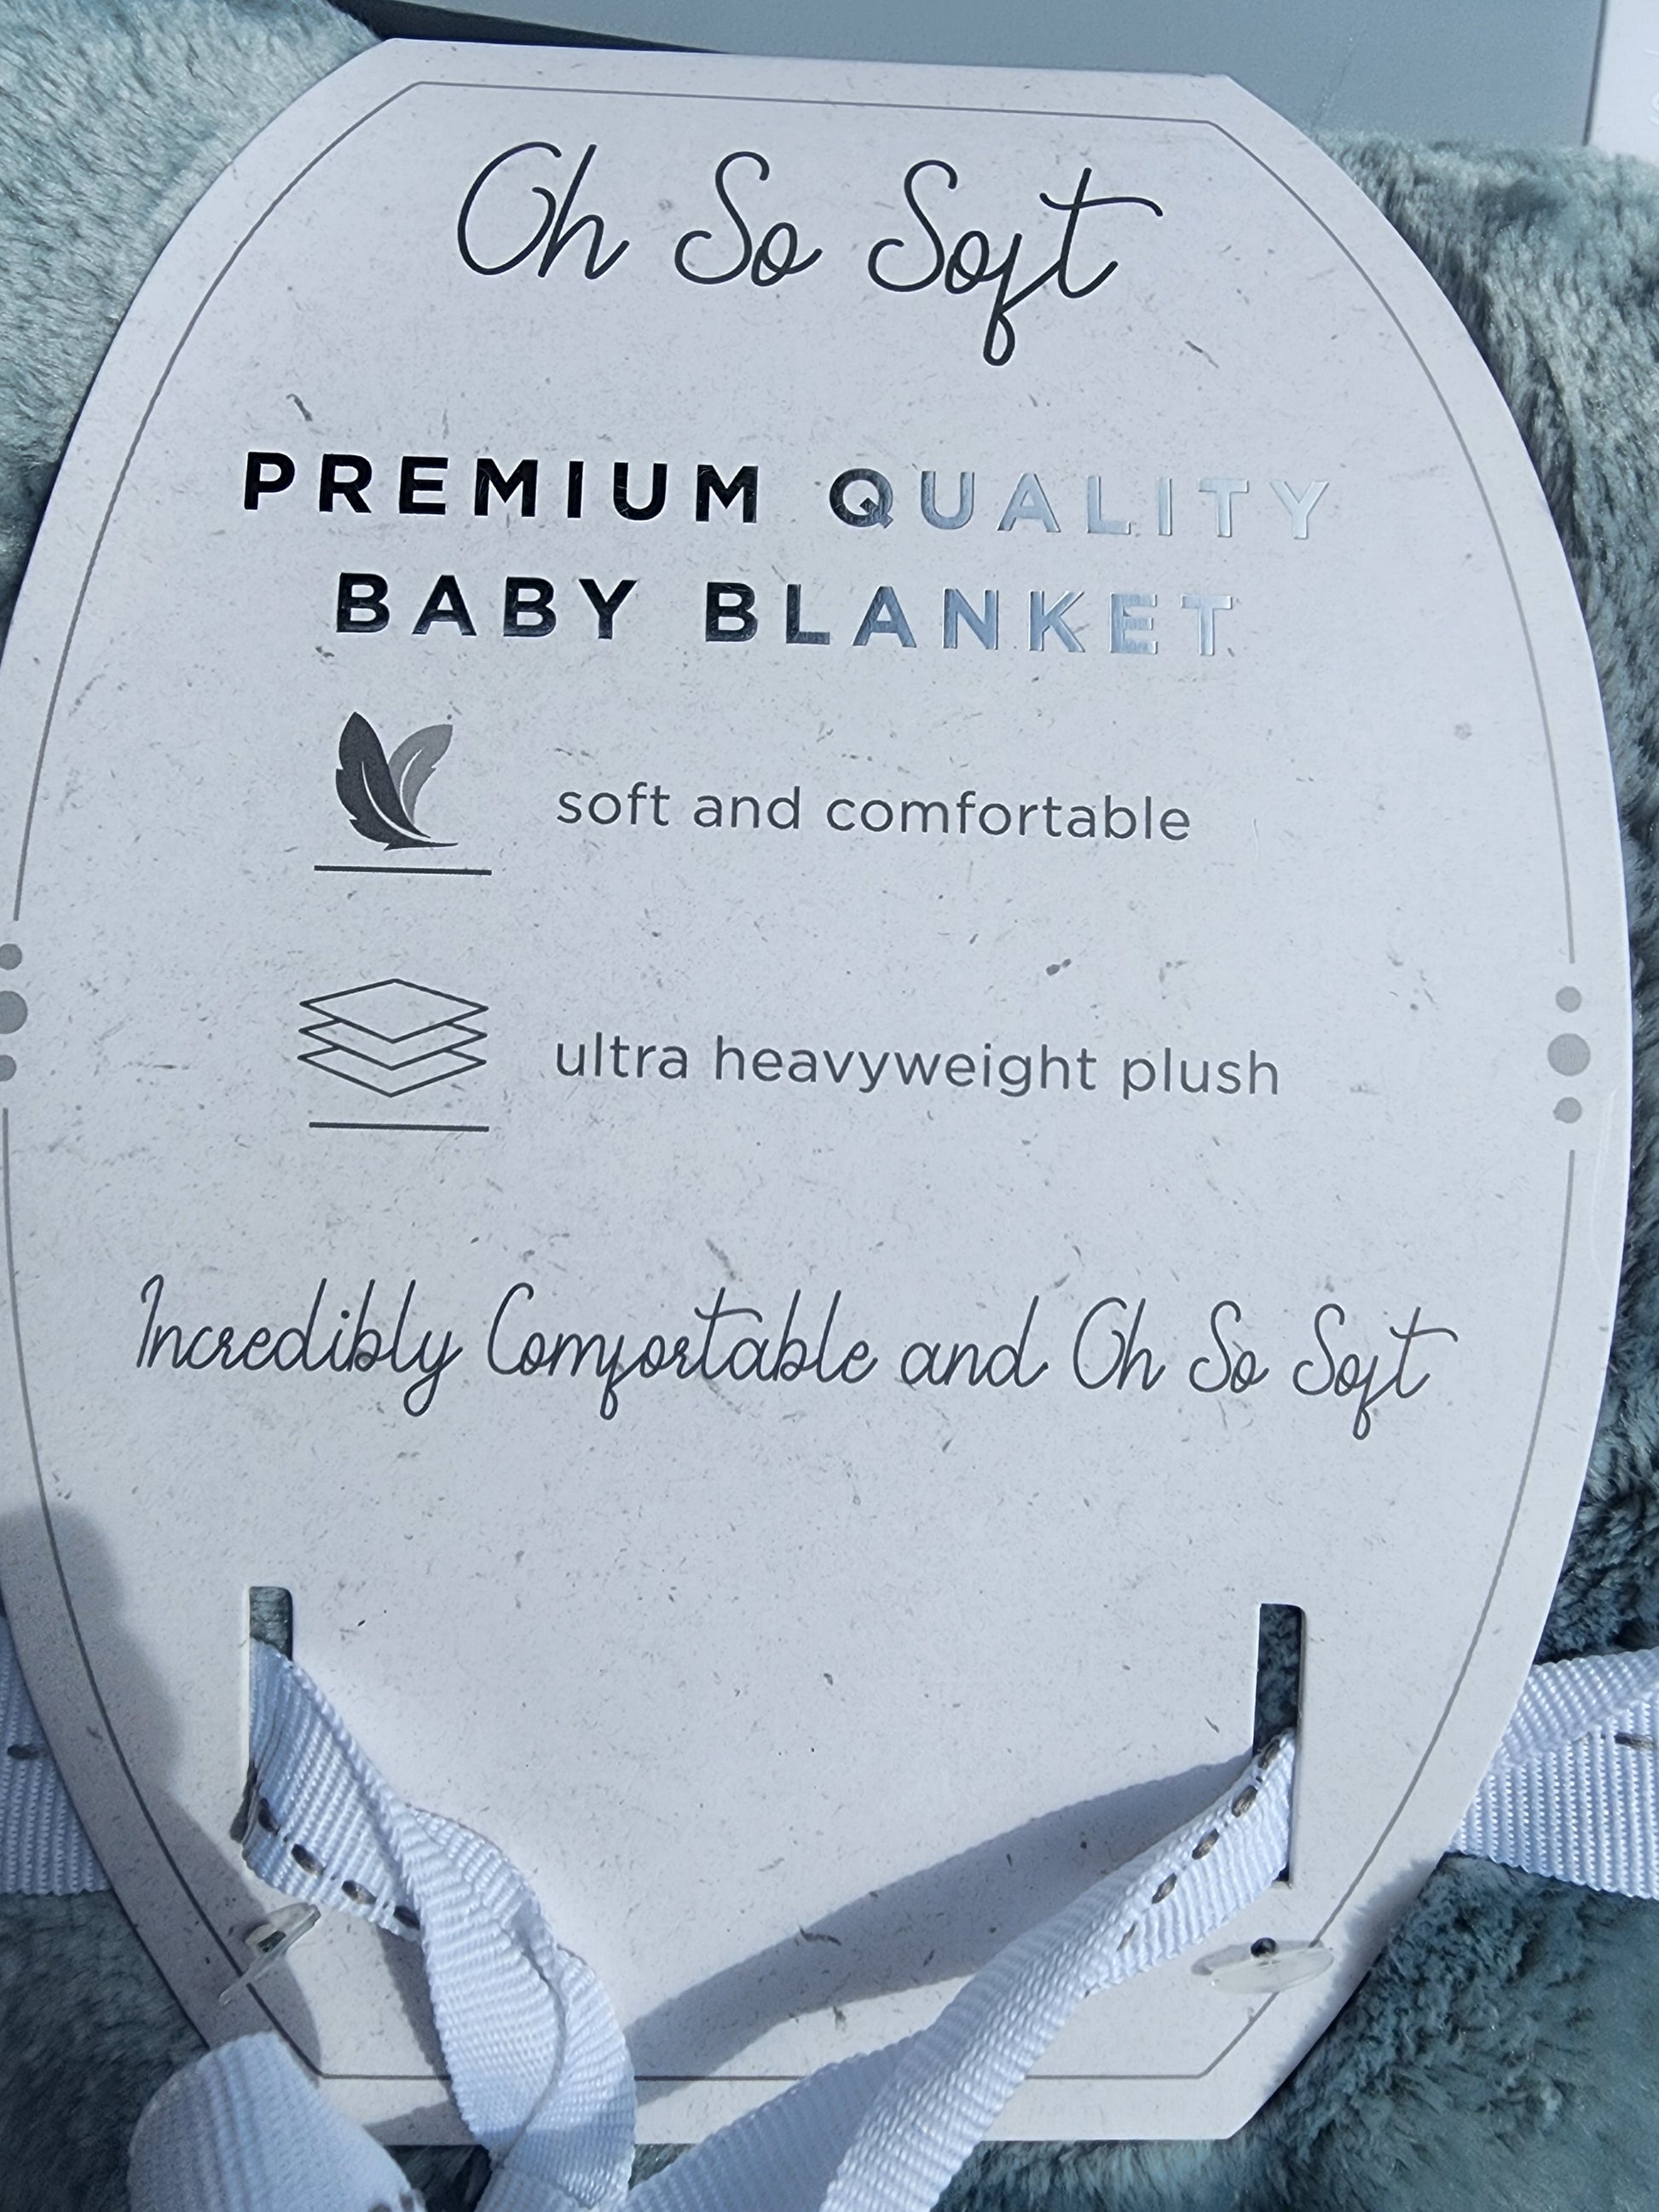 Oh So Soft
PREMIUM QUALITY
BABY BLANKET
soft and comfortable
ultra heavyweight plush
Incredibly Comfortable and Oh So Soft